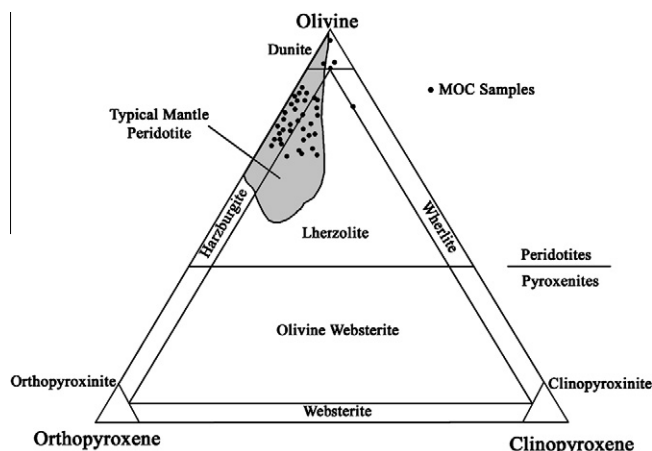 Olivine
Dunite
• MOC Samples
Typical Mantle
Peridotite
Harzburgite
Wherlite
Lherzolite
Peridotites
Pyroxenites
Olivine Websterite
Orthopyroxinite
Clinopyroxinite
Websterite
Orthopyroxene
Clinopyroxene